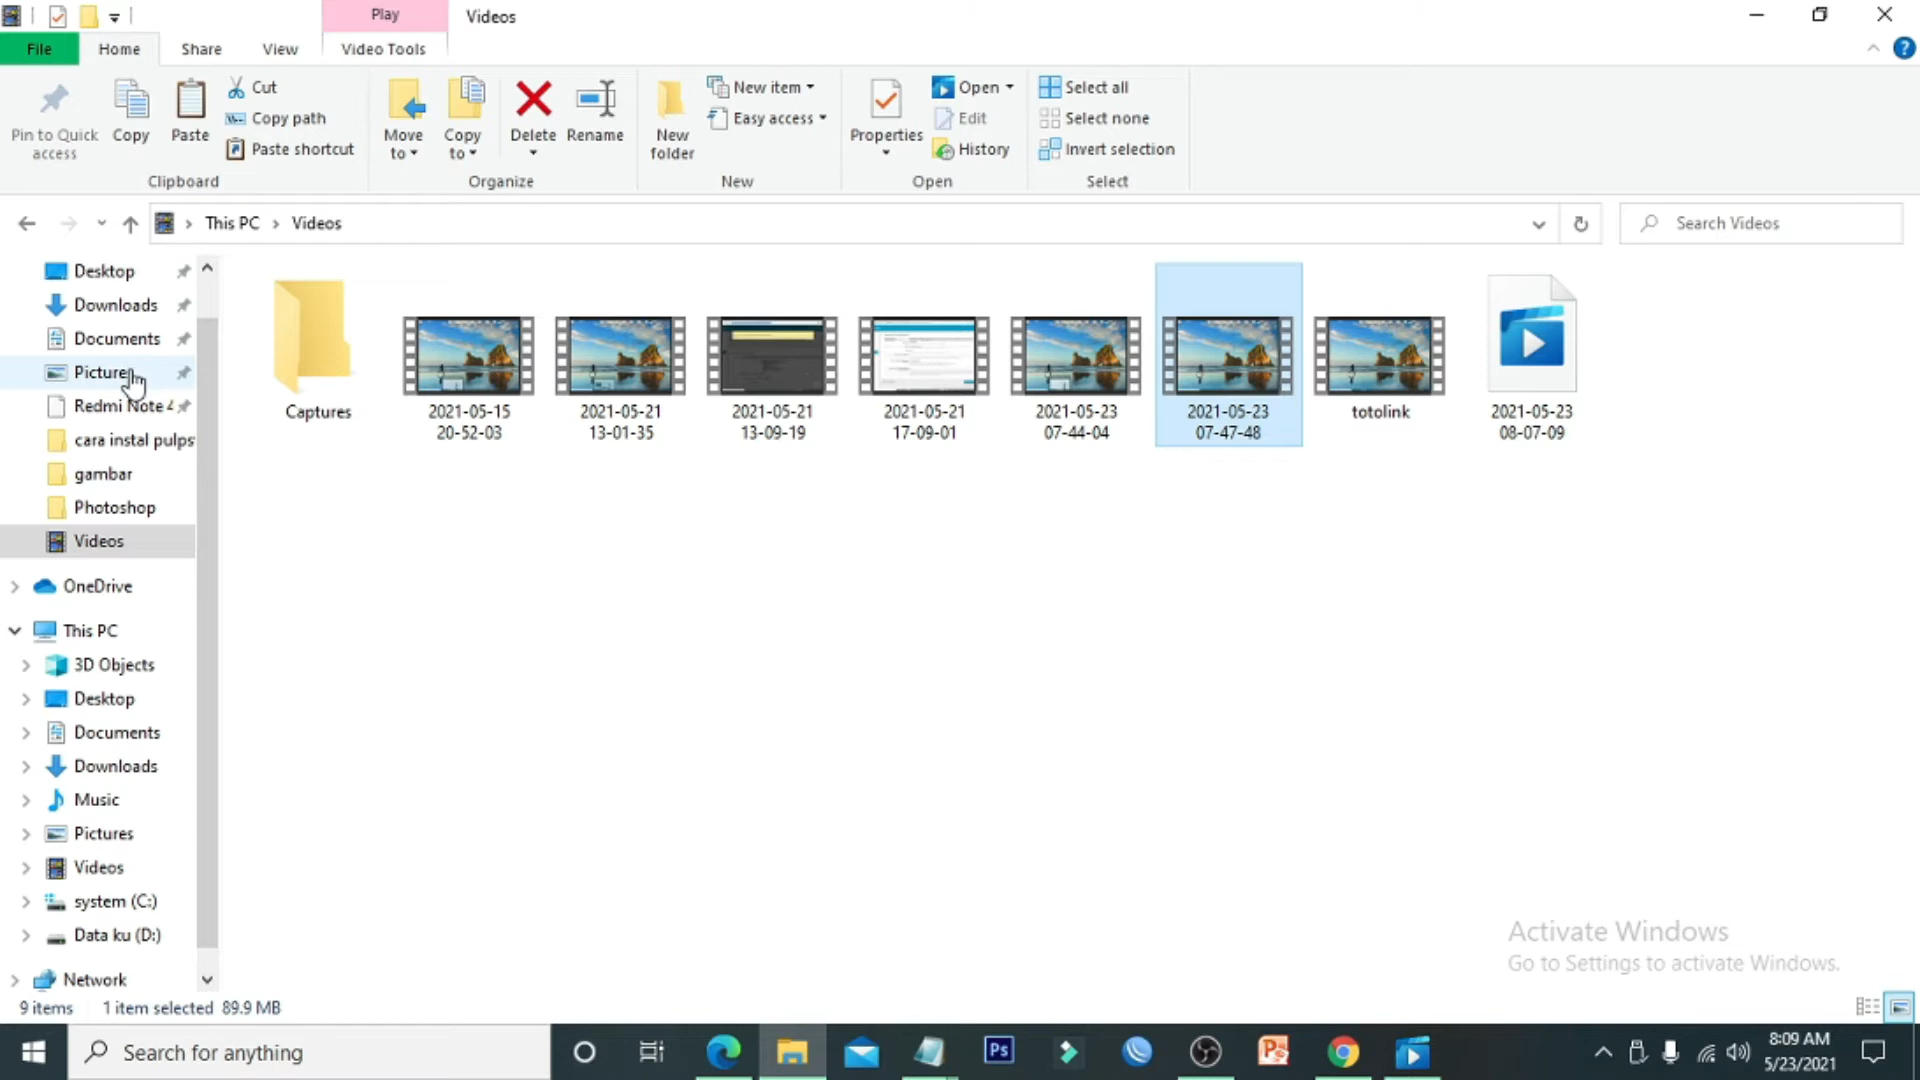 Play
Videos
File
Home
Share
View
Video Tools
Pin to Quick
access
Copy
Paste
Cut
Copy path
Paste shortcut
Move
to
Copy
to
Delete
Rename
New
folder
New item
Easy access
Properties
Open
Edit
History
Select all
Select none
Invert selection
Clipboard
Organize
New
Open
Select
This PC > Videos
Search Videos
Desktop
Downloads
Documents
Picture
Redmi Note 4
cara instal pulps
gambar
Photoshop
Videos
OneDrive
This PC
3D Objects
Desktop
Documents
Downloads
Music
Pictures
Videos
system (C:)
Data ku (D:)
Network
Captures
2021-05-15
20-52-03
2021-05-21
13-01-35
2021-05-21
13-09-19
2021-05-21
17-09-01
2021-05-23
07-44-04
2021-05-23
07-47-48
totolink
2021-05-23
08-07-09
Activate Windows
Go to Settings to activate Windows.
9 items
1 item selected 89.9 MB
Search for anything
Ps
8:09 AM
5/23/2021